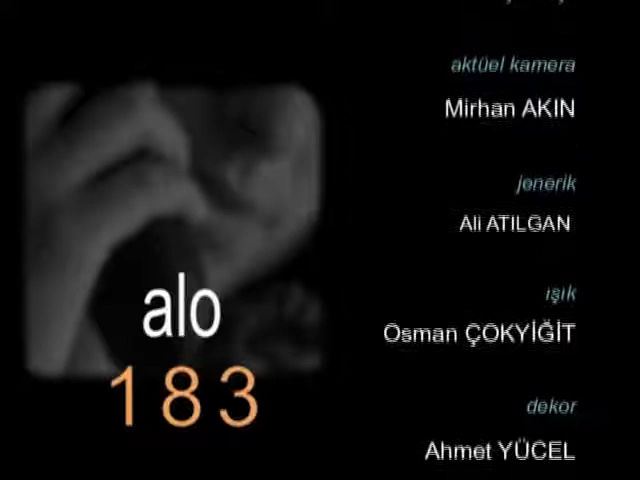 aktüel kamera
Mirhan AKIN
jenerik
Ali ATILGAN
ışık
Osman ÇOKYİĞİT
dekor
Ahmet YÜCEL
alo
183